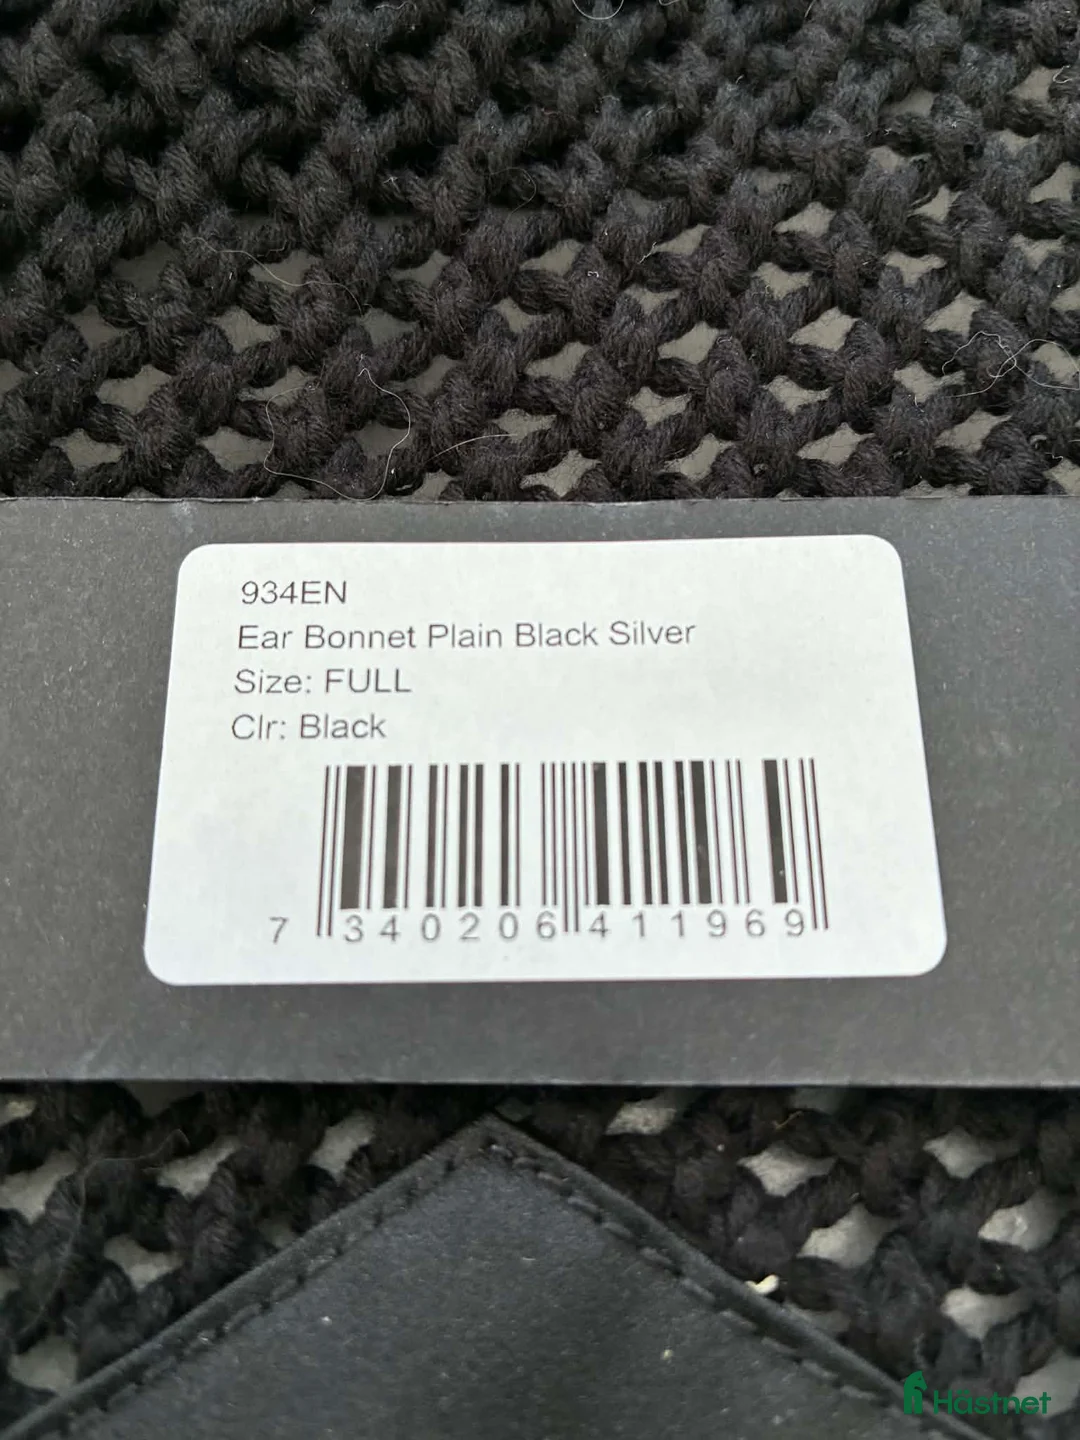 934EN
Ear Bonnet Plain Black Silver
Size: FULL
Clr: Black
7 340206 411969
Hästnet